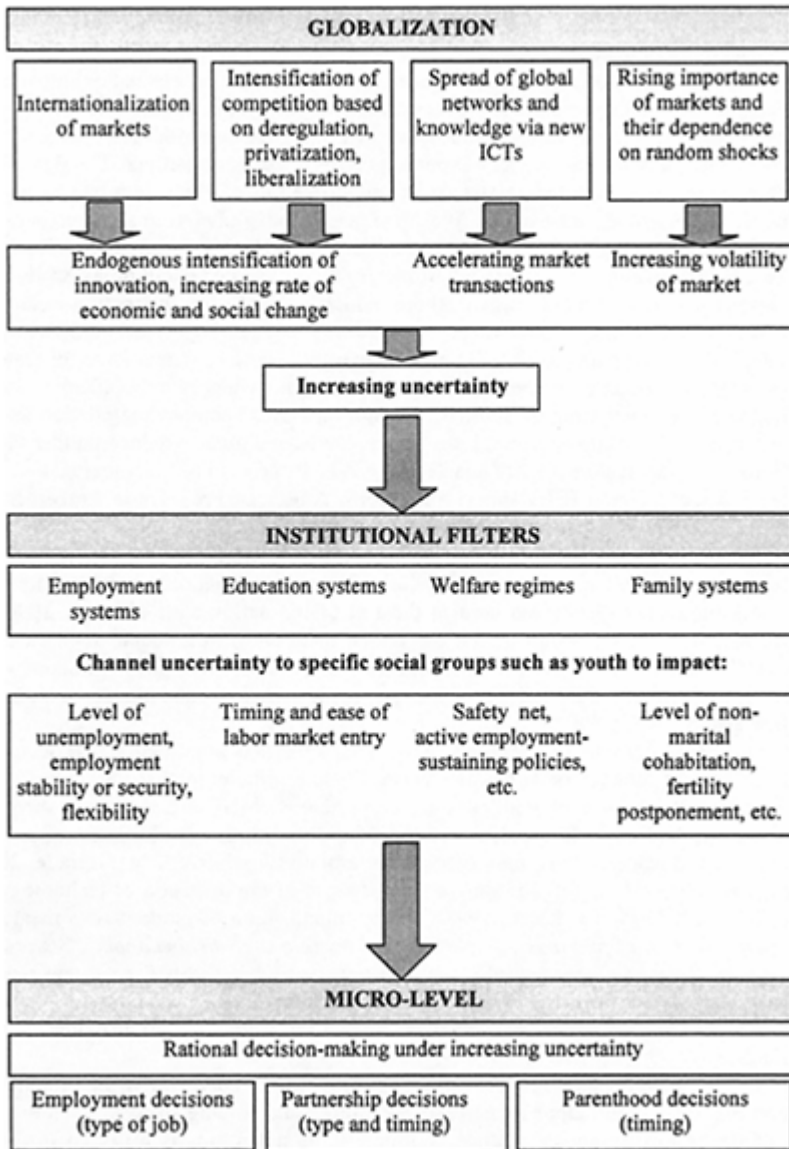 GLOBALIZATION
Internationalization
of markets
Intensification of
competition based
on deregulation,
privatization,
liberalization
Spread of global
networks and
knowledge via new
ICTs
Rising importance
of markets and
their dependence
on random shocks
Endogenous intensification of
innovation, increasing rate of
economic and social change
Accelerating market
transactions
Increasing volatility
of market
Increasing uncertainty
INSTITUTIONAL FILTERS
Employment
systems
Education systems
Welfare regimes
Family systems
Channel uncertainty to specific social groups such as youth to impact:
Level of
unemployment,
employment
stability or security,
flexibility
Timing and ease of
labor market entry
Safety net,
active employment-
sustaining policies,
etc.
Level of non-
marital
cohabitation,
fertility
postponement, etc.
MICRO-LEVEL
Rational decision-making under increasing uncertainty
Employment decisions
(type of job)
Partnership decisions
(type and timing)
Parenthood decisions
(timing)